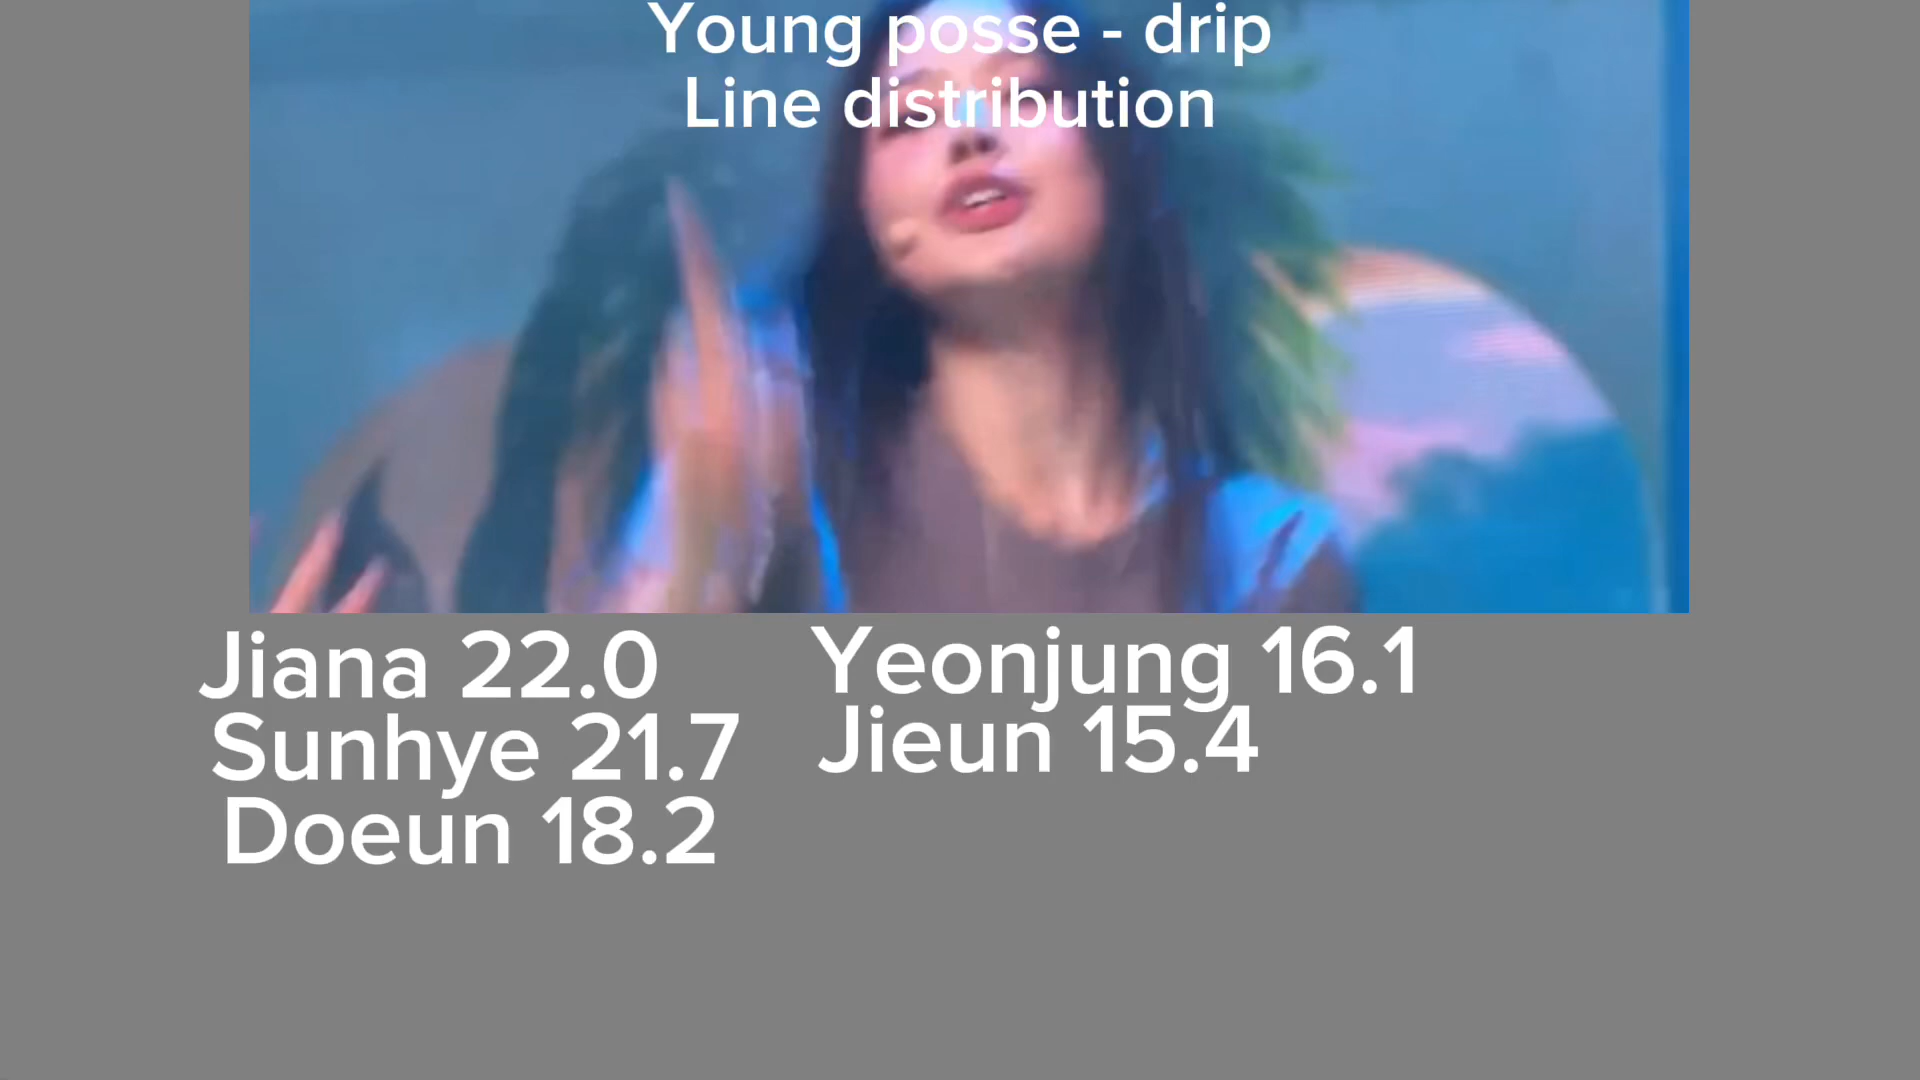 Young posse - drip
Line distribution
Jiana 22.0
Sunhye 21.7
Doeun 18.2
Yeonjung 16.1
Jieun 15.4